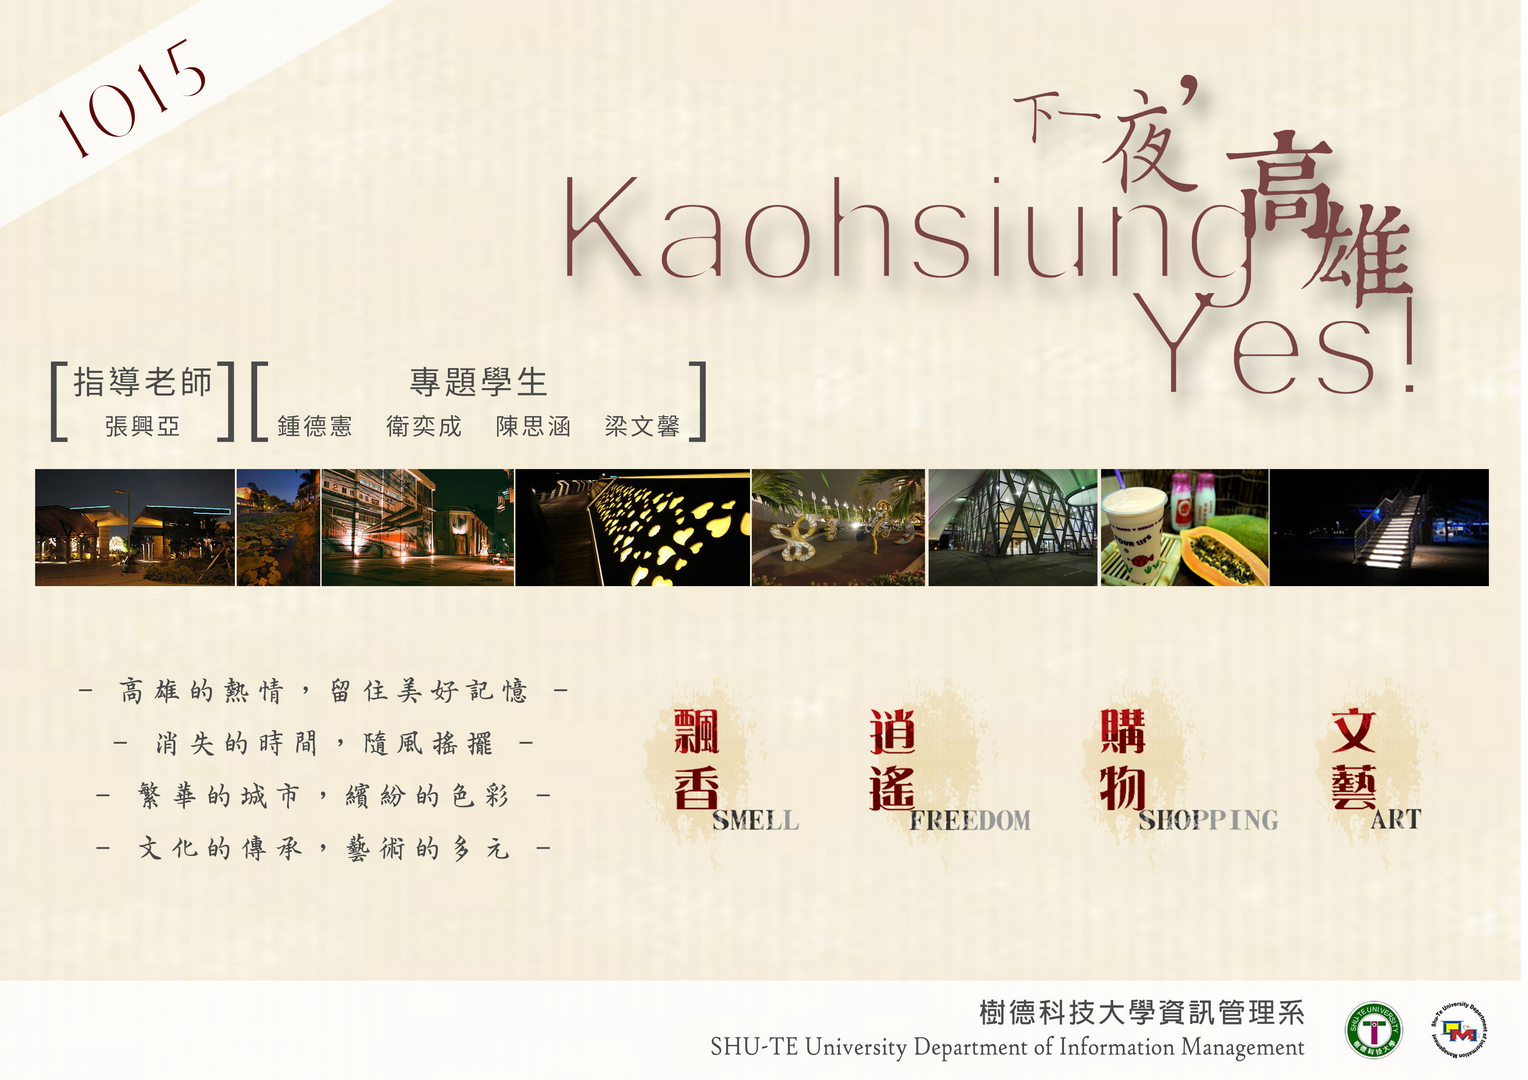 1015
下一夜,
高雄
Kaohsiung
Yes!
指導老師
張興亞
專題學生
鍾德憲 衛奕成 陳思涵 梁文馨
– 高雄的熱情，留住美好記憶 –
– 消失的時間，隨風搖擺 –
– 繁華的城市，繽紛的色彩 –
– 文化的傳承，藝術的多元 –
飄香
SMELL
逍遙
FREEDOM
購物
SHOPPING
文藝
ART
樹德科技大學資訊管理系
SHU-TE University Department of Information Management
SHU-TE UNIVERSITY
樹德科技大學
Shu-Te University Department of Information Management